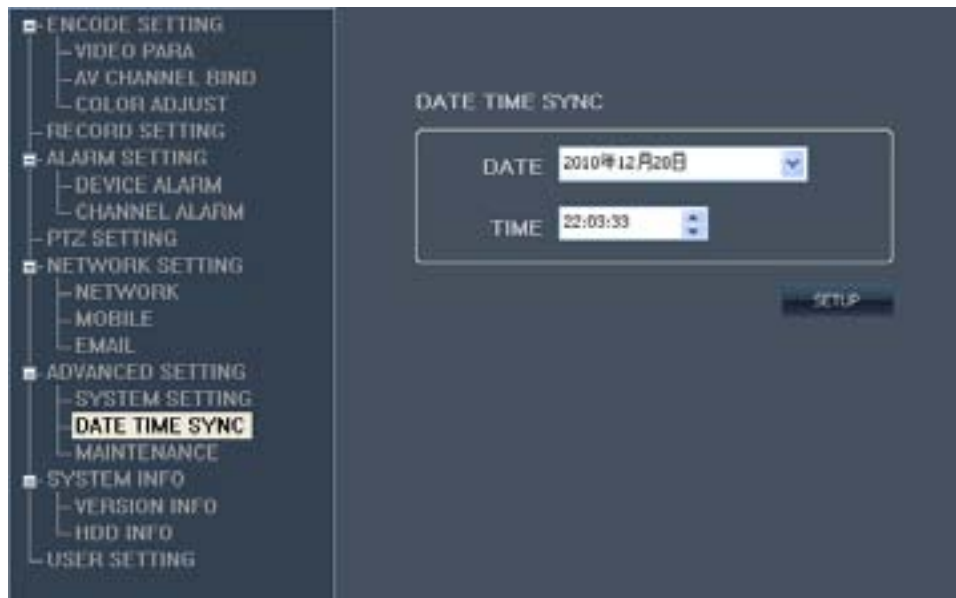 ENCODE SETTING
VIDEO PARA
AV CHANNEL BIND
COLOR ADJUST
RECORD SETTING
ALARM SETTING
DEVICE ALARM
CHANNEL ALARM
PTZ SETTING
NETWORK SETTING
NETWORK
MOBILE
EMAIL
ADVANCED SETTING
SYSTEM SETTING
DATE TIME SYNC
MAINTENANCE
SYSTEM INFO
VERSION INFO
HDD INFO
USER SETTING
DATE TIME SYNC
DATE 2010年12月20日
TIME 22:03:33
SETUP